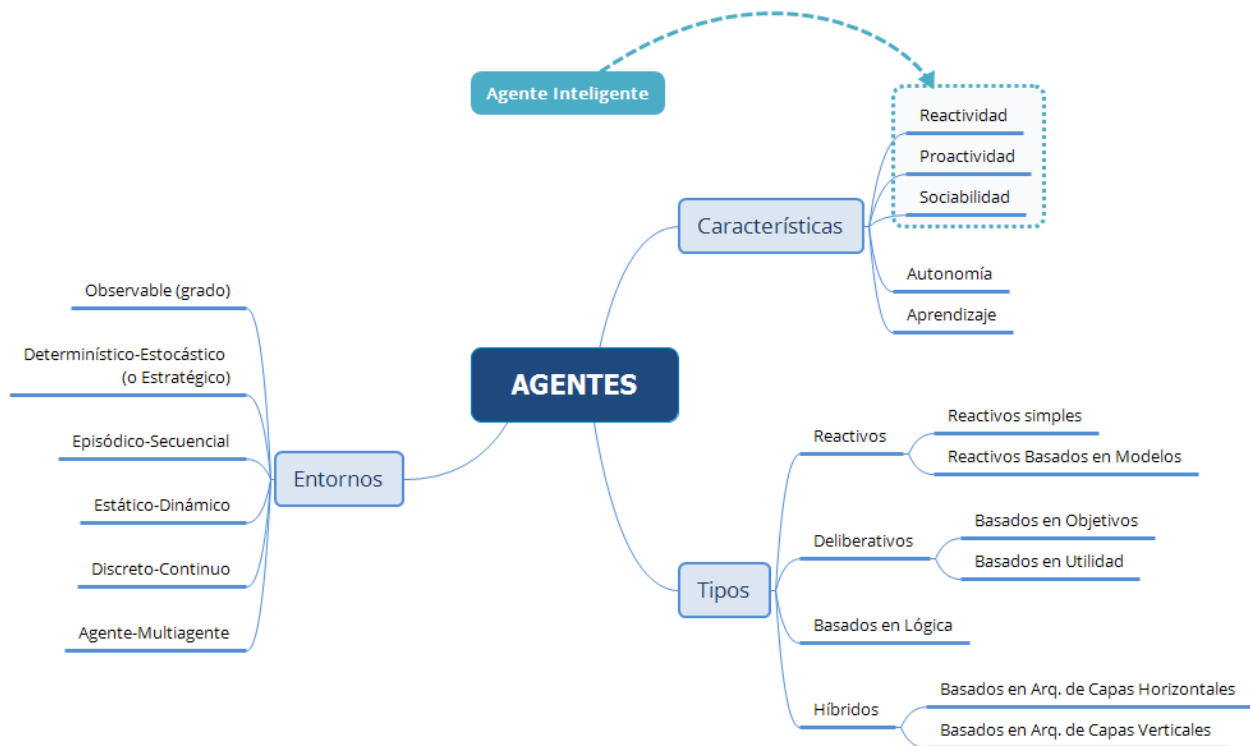 Agente Inteligente
Reactividad
Proactividad
Sociabilidad
Características
Autonomía
Aprendizaje
Observable (grado)
Determinístico-Estocástico
(o Estratégico)
Episódico-Secuencial
Entornos
Estático-Dinámico
Discreto-Continuo
Agente-Multiagente
AGENTES
Reactivos
Reactivos simples
Reactivos Basados en Modelos
Deliberativos
Basados en Objetivos
Basados en Utilidad
Tipos
Basados en Lógica
Híbridos
Basados en Arq. de Capas Horizontales
Basados en Arq. de Capas Verticales